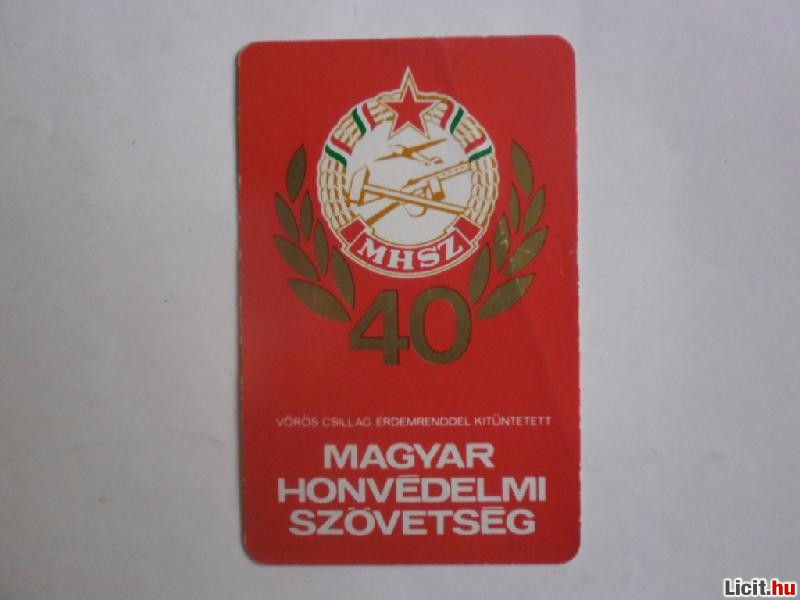 MHSZ
40
VÖRÖS CSILLAG ÉRDEMRENDDEL KITÜNTETETT
MAGYAR
HONVÉDELMI
SZÖVETSÉG
Licit.hu